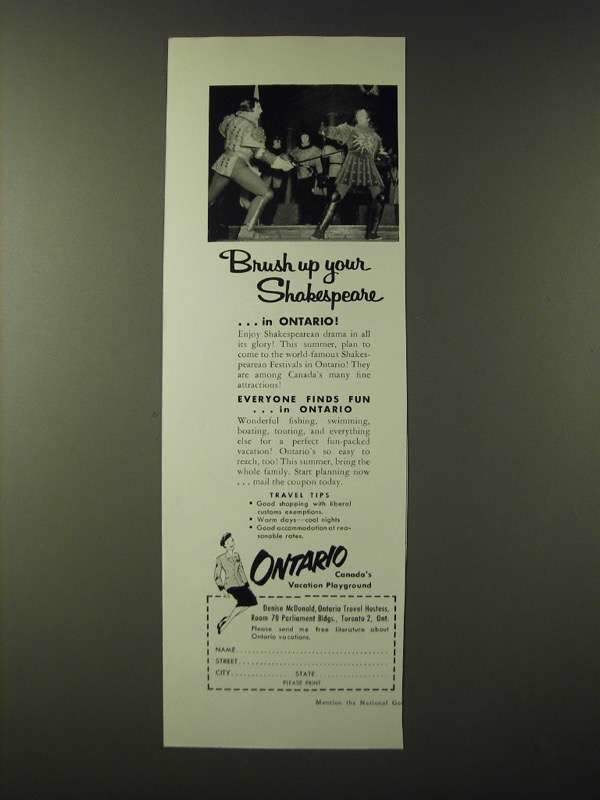 Brush up your
Shakespeare
. . . in ONTARIO!
Enjoy Shakespearean drama in all
its glory! This summer, plan to
come to the world-famous Shakes-
pearean Festivals in Ontario! They
are among Canada's many fine
attractions!
EVERYONE FINDS FUN
. . . in ONTARIO
Wonderful fishing, swimming,
boating, touring, and everything
else for a perfect fun-packed
vacation! Ontario's so easy to
reach, too! This summer, bring the
whole family. Start planning now
. . . mail the coupon today.
TRAVEL TIPS
• Good shopping with liberal
customs exemptions.
• Warm days—cool nights
• Good accommodation at rea-
sonable rates.
ONTARIO
Canada's
Vacation Playground
Denise McDonald, Ontario Travel Hostess,
Room 78 Parliament Bldgs., Toronto 2, Ont.
Please send me free literature about
Ontario vacations.
NAME
STREET
CITY STATE
PLEASE PRINT
Mention the National Ge